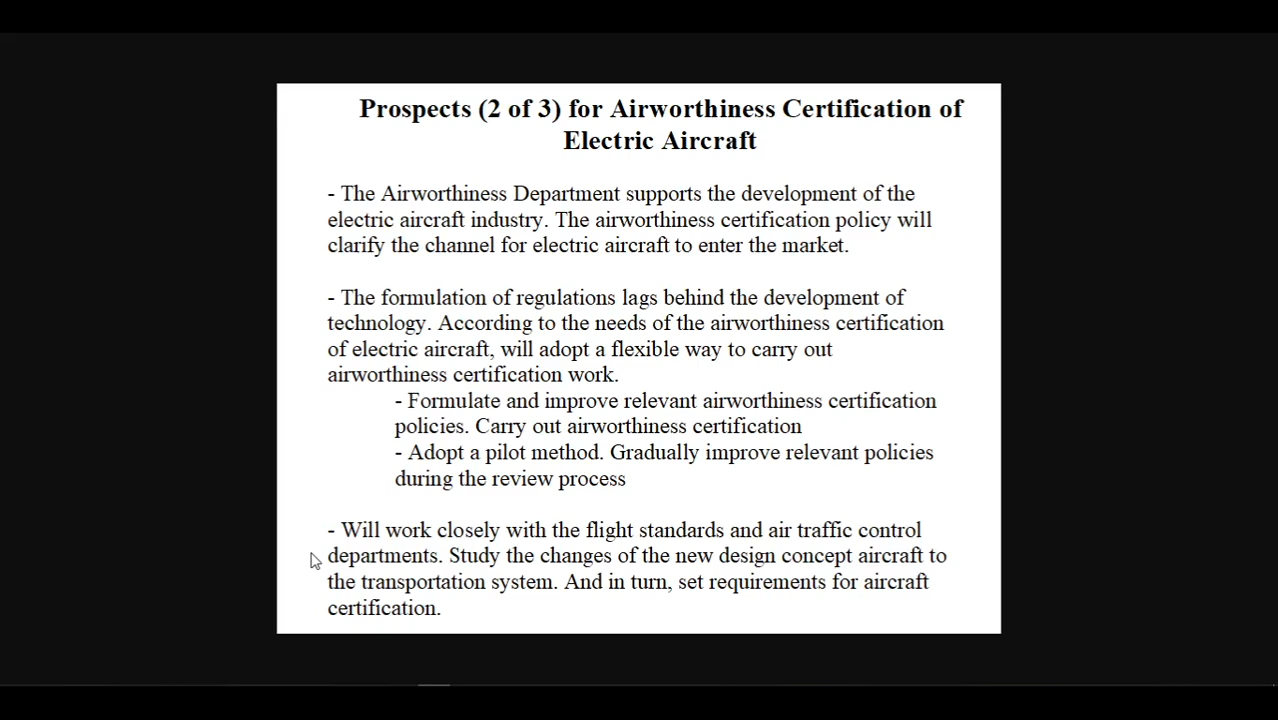 Prospects (2 of 3) for Airworthiness Certification of
Electric Aircraft
- The Airworthiness Department supports the development of the
electric aircraft industry. The airworthiness certification policy will
clarify the channel for electric aircraft to enter the market.
- The formulation of regulations lags behind the development of
technology. According to the needs of the airworthiness certification
of electric aircraft, will adopt a flexible way to carry out
airworthiness certification work.
- Formulate and improve relevant airworthiness certification
policies. Carry out airworthiness certification
- Adopt a pilot method. Gradually improve relevant policies
during the review process
- Will work closely with the flight standards and air traffic control
departments. Study the changes of the new design concept aircraft to
the transportation system. And in turn, set requirements for aircraft
certification.